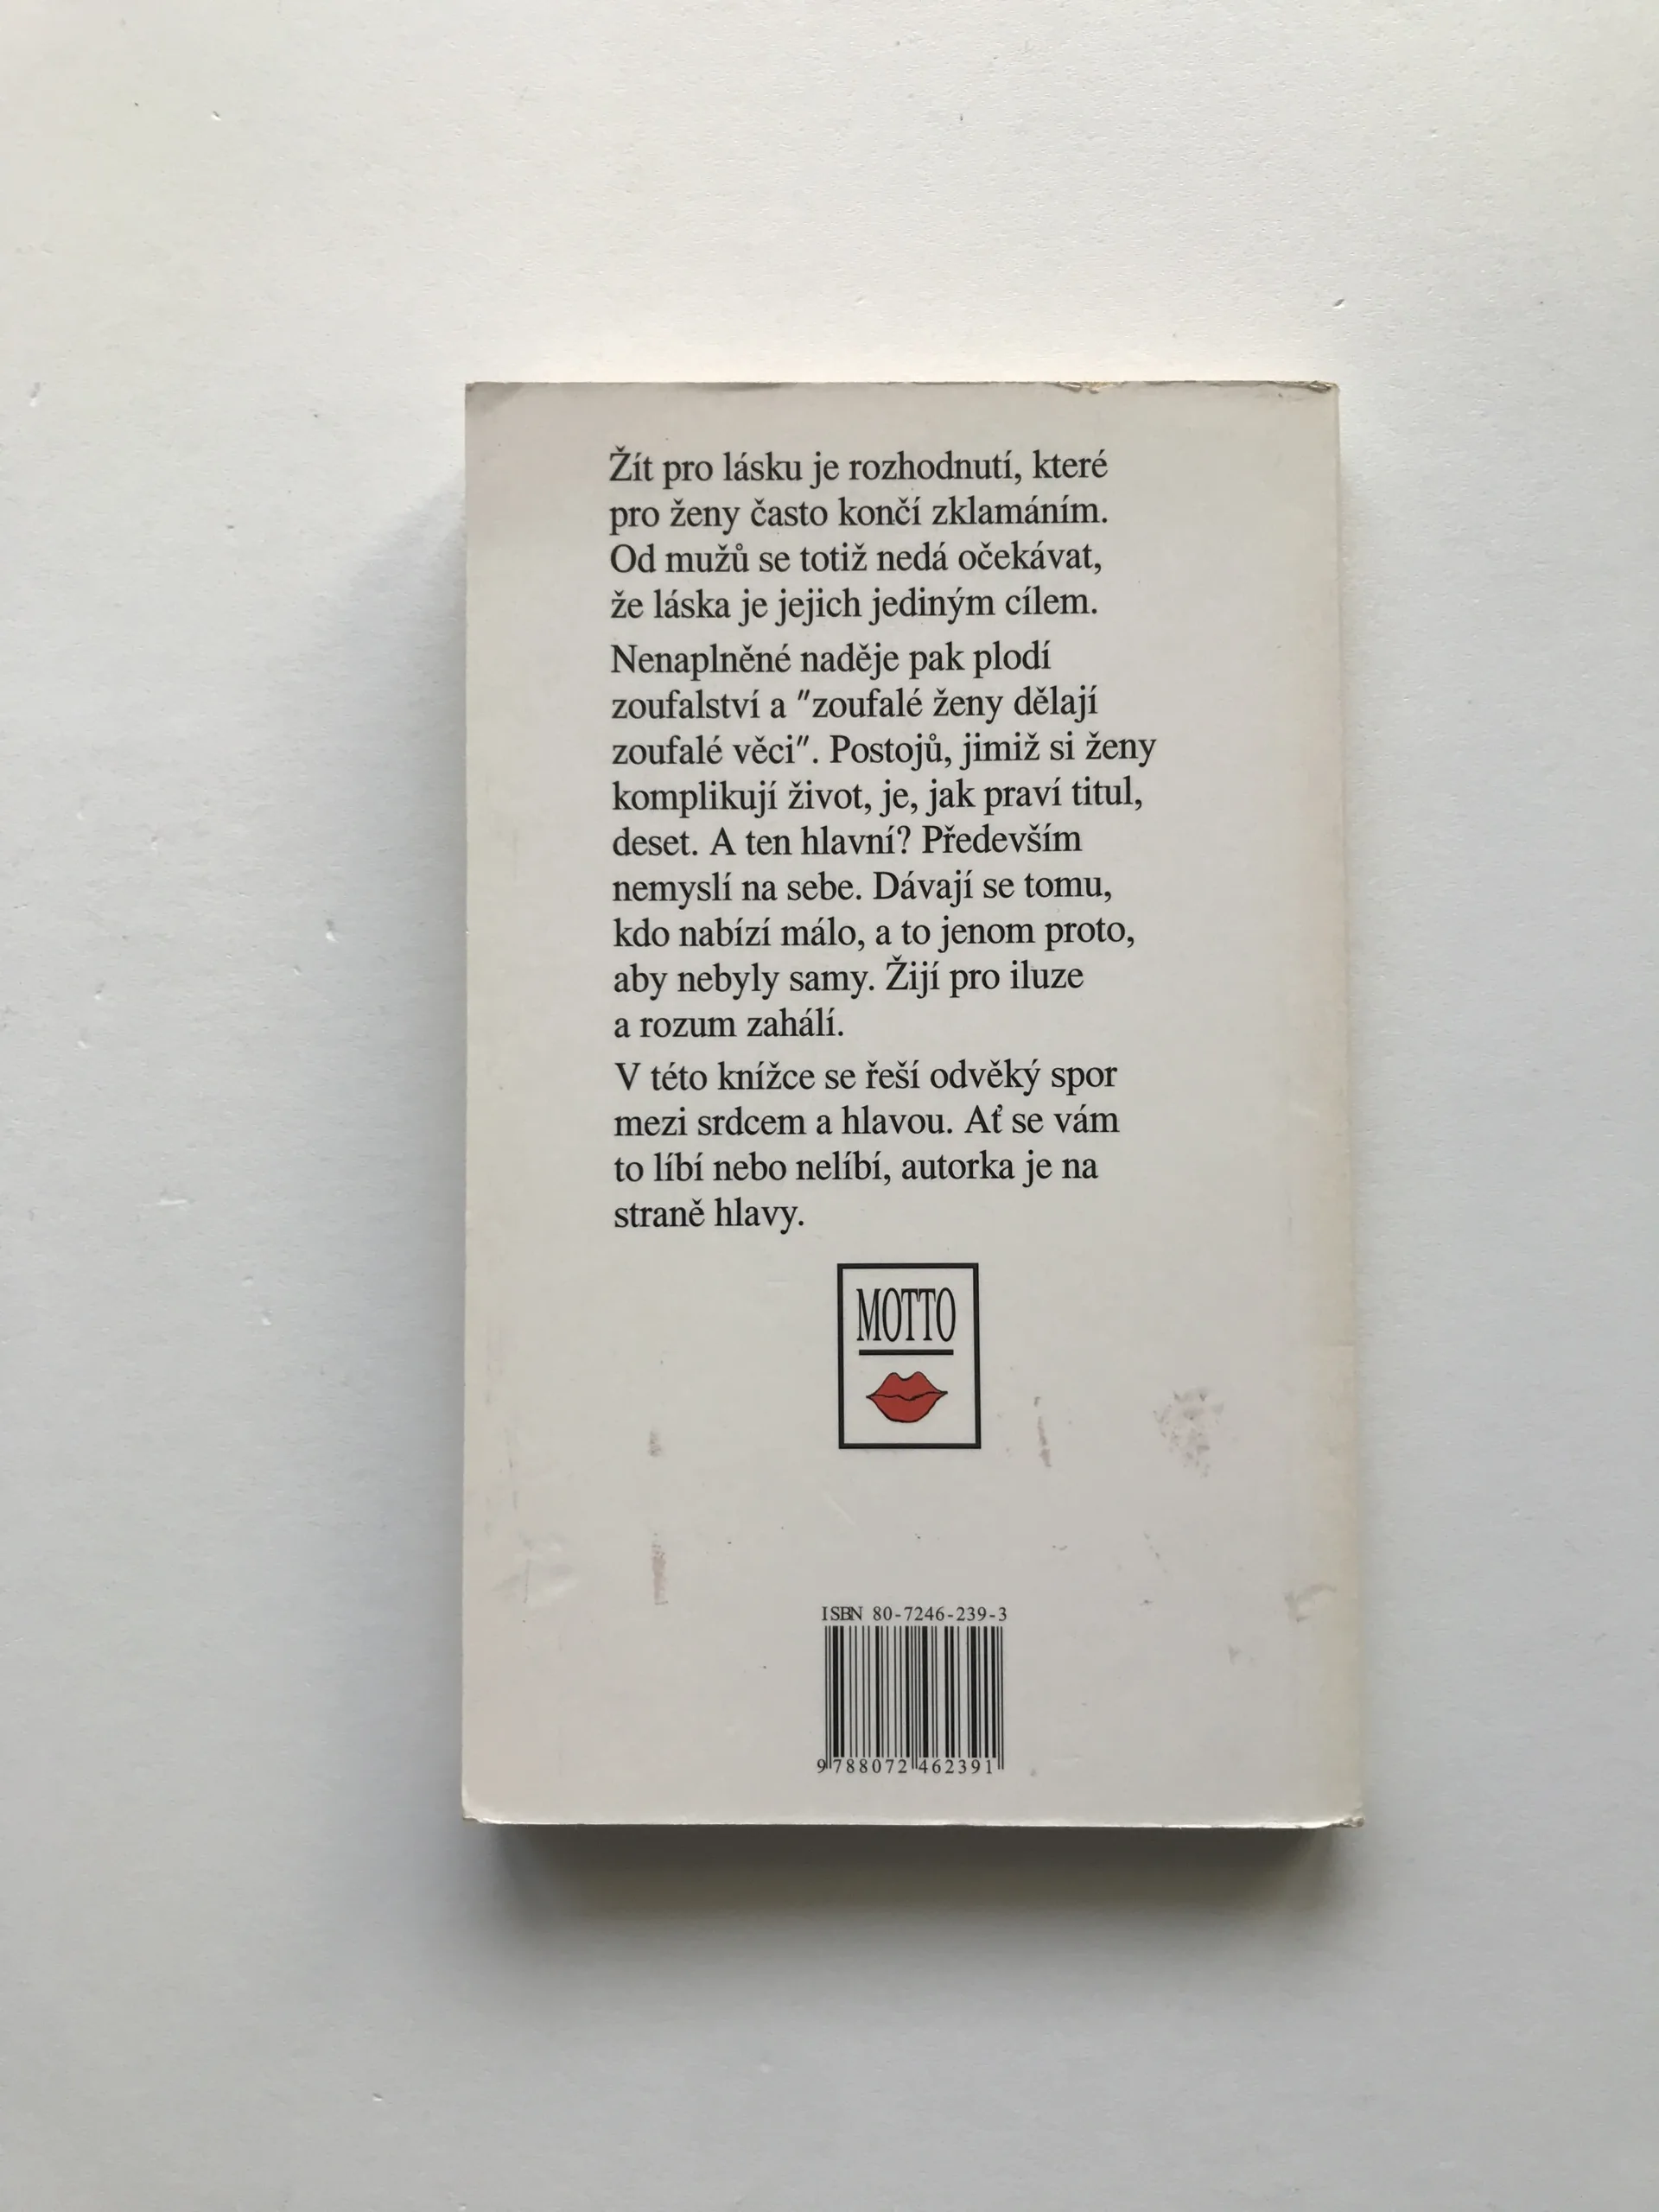 Žít pro lásku je rozhodnutí, které
pro ženy často končí zklamáním.
Od mužů se totiž nedá očekávat,
že láska je jejich jediným cílem.
Nenaplněné naděje pak plodí
zoufalství a "zoufalé ženy dělají
zoufalé věci". Postojů, jimiž si ženy
komplikují život, je, jak praví titul,
deset. A ten hlavní? Především
nemyslí na sebe. Dávají se tomu,
kdo nabízí málo, a to jenom proto,
aby nebyly samy. Žijí pro iluze
a rozum zahálí.
V této knížce se řeší odvěký spor
mezi srdcem a hlavou. Ať se vám
to líbí nebo nelíbí, autorka je na
straně hlavy.
MOTTO
ISBN 80-7246-239-3
9 788072 462391